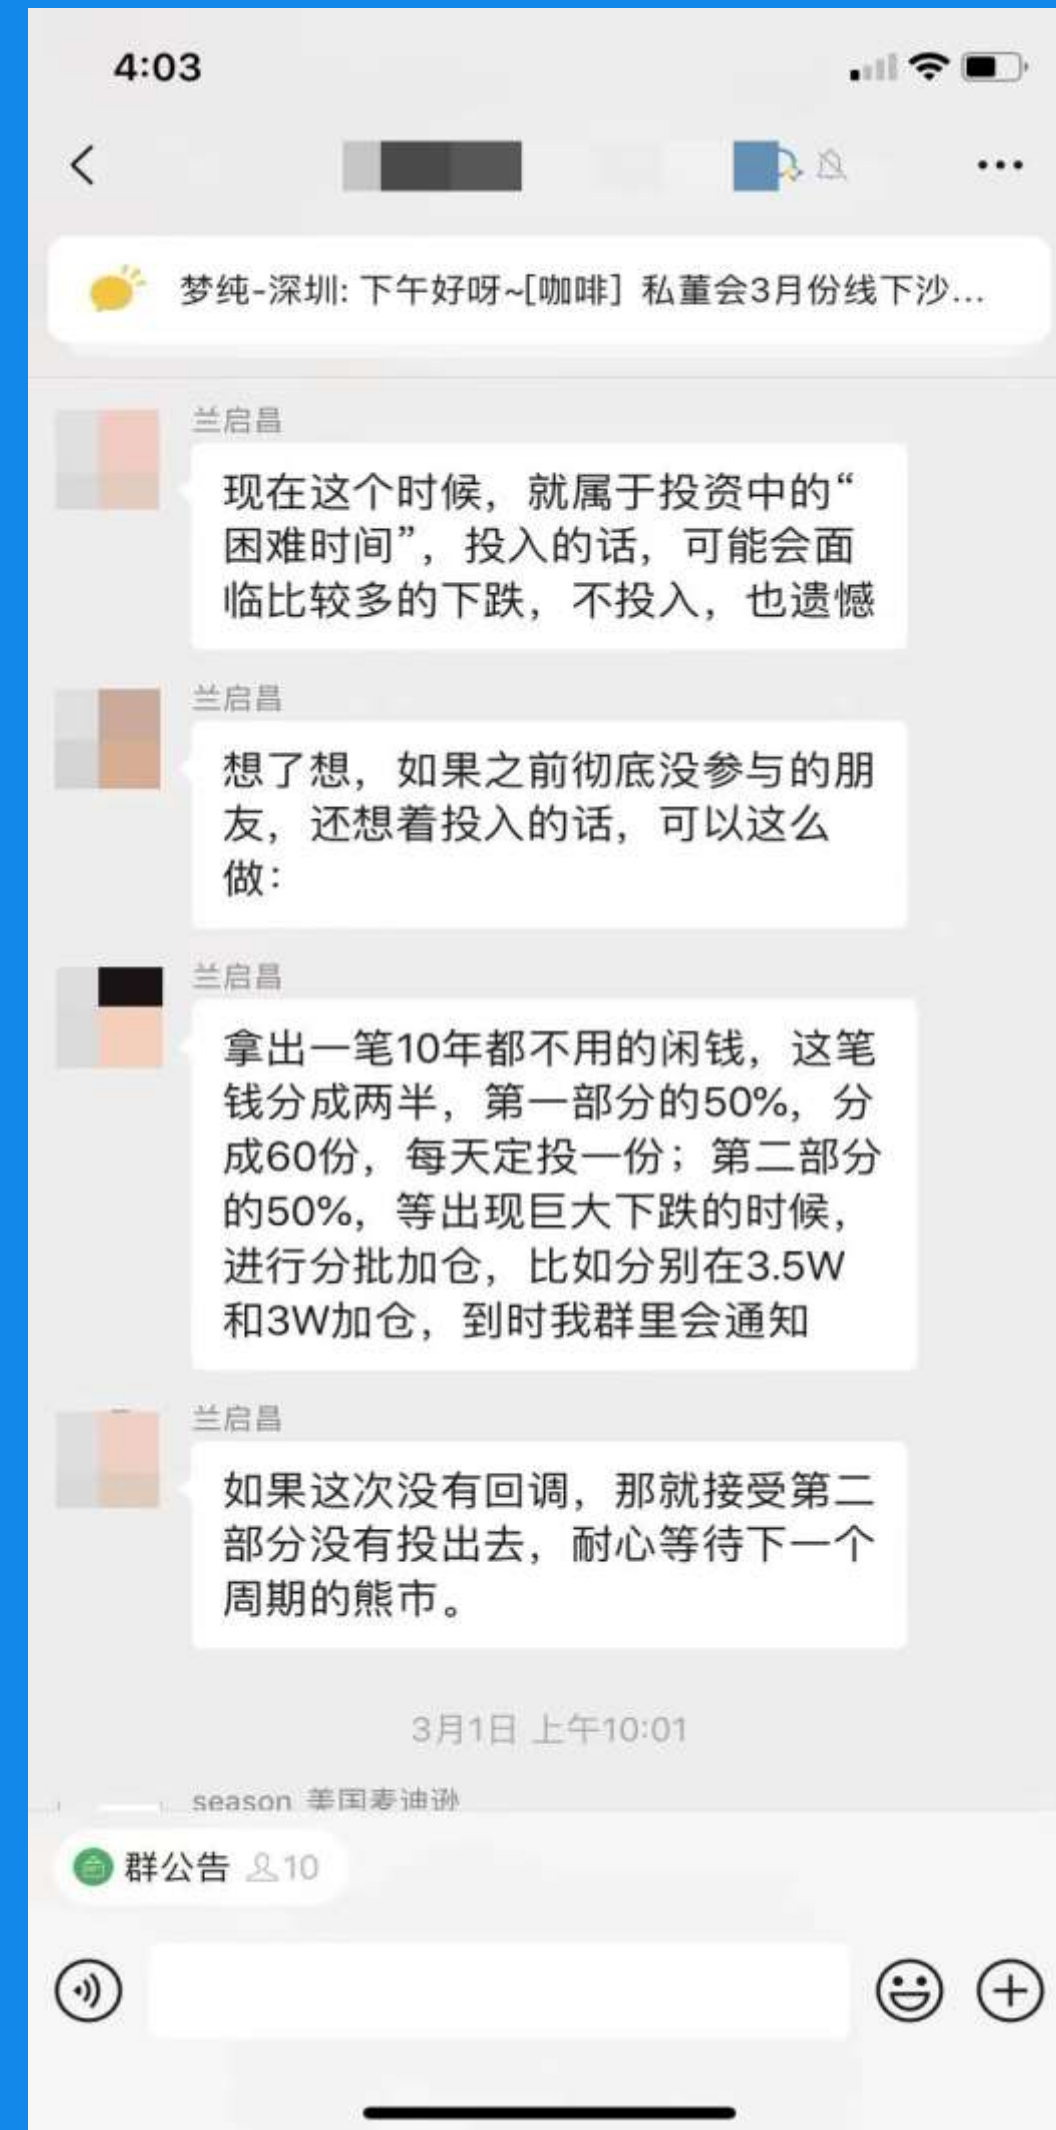 4:03
梦纯-深圳: 下午好呀~[咖啡] 私董会3月份线下沙...
兰启昌
现在这个时候，就属于投资中的“
困难时间”，投入的话，可能会面
临比较多的下跌，不投入，也遗憾
兰启昌
想了想，如果之前彻底没参与的朋
友，还想着投入的话，可以这么
做：
兰启昌
拿出一笔10年都不用的闲钱，这笔
钱分成两半，第一部分的50%，分
成60份，每天定投一份；第二部分
的50%，等出现巨大下跌的时候，
进行分批加仓，比如分别在3.5W
和3W加仓，到时我群里会通知
兰启昌
如果这次没有回调，那就接受第二
部分没有投出去，耐心等待下一个
周期的熊市。
3月1日 上午10:01
season 美国麦迪逊
群公告 10